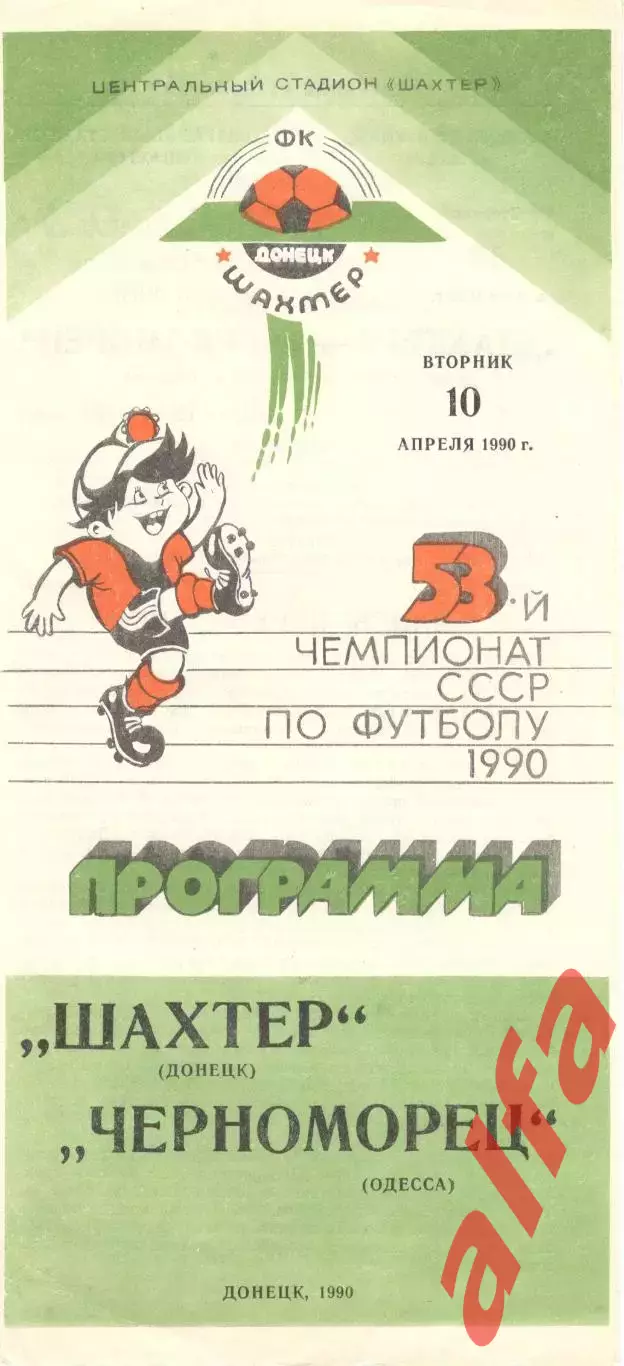 ЦЕНТРАЛЬНЫЙ СТАДИОН «ШАХТЕР»
ФК
ДОНЕЦК
ШАХТЕР
ВТОРНИК
10
АПРЕЛЯ 1990 г.
53-й
ЧЕМПИОНАТ
СССР
ПО ФУТБОЛУ
1990
ПРОГРАММА
„ШАХТЕР“
(ДОНЕЦК)
„ЧЕРНОМОРЕЦ“
(ОДЕССА)
ДОНЕЦК, 1990
alfa